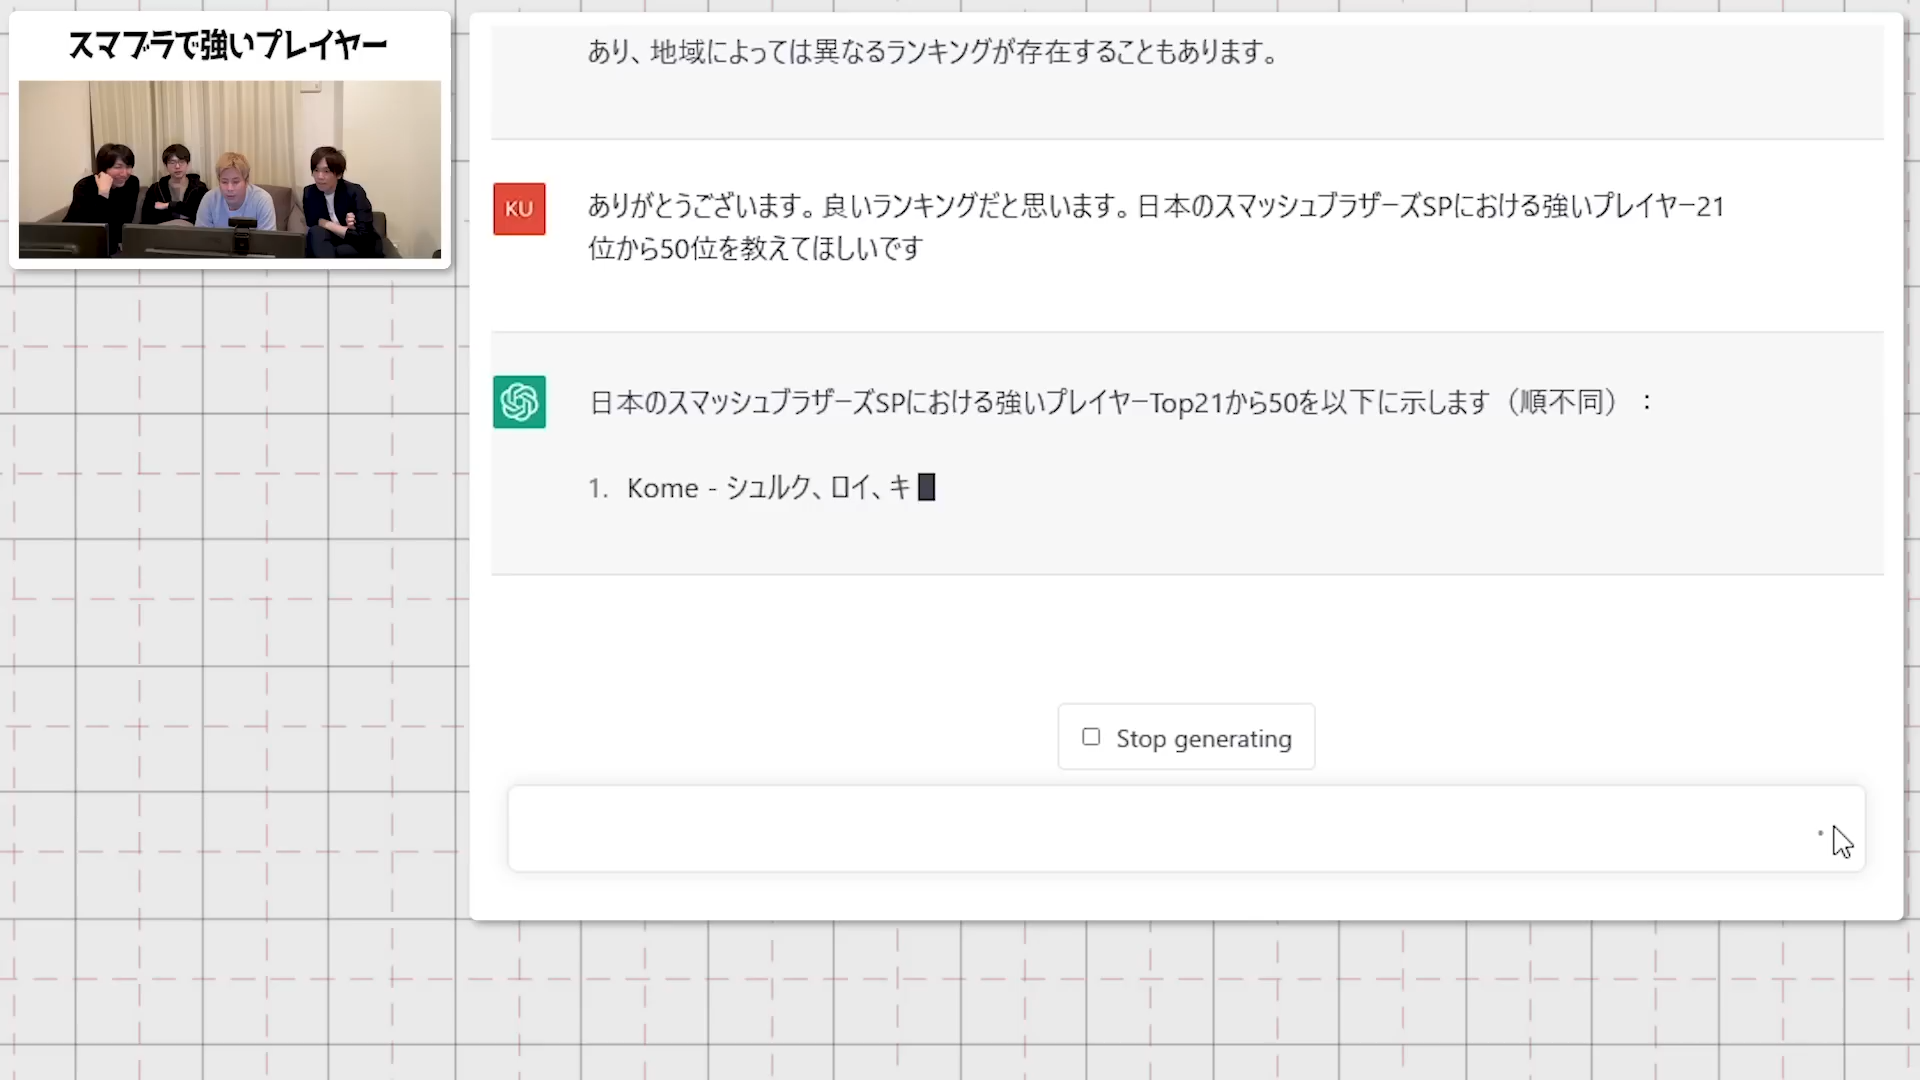 スマブラで強いプレイヤー
あり、地域によっては異なるランキングが存在することもあります。
KU
ありがとうございます。良いランキングだと思います。日本のスマッシュブラザーズSPにおける強いプレイヤー21
位から50位を教えてほしいです
日本のスマッシュブラザーズSPにおける強いプレイヤーTop21から50を以下に示します（順不同）：
1. Kome - シュルク、ロイ、キ
Stop generating